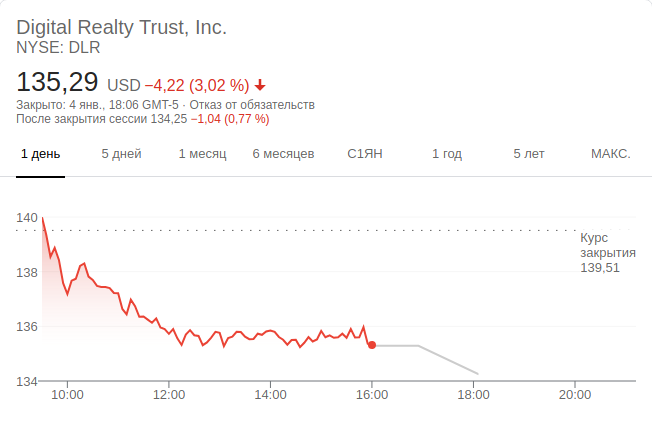 Digital Realty Trust, Inc.
NYSE: DLR
135,29 USD −4,22 (3,02 %)
Закрыто: 4 янв., 18:06 GMT-5 · Отказ от обязательств
После закрытия сессии 134,25 −1,04 (0,77 %)
1 день 5 дней 1 месяц 6 месяцев С1ЯН 1 год 5 лет МАКС.
140
Курс
закрытия
139,51
138
136
134
10:00 12:00 14:00 16:00 18:00 20:00